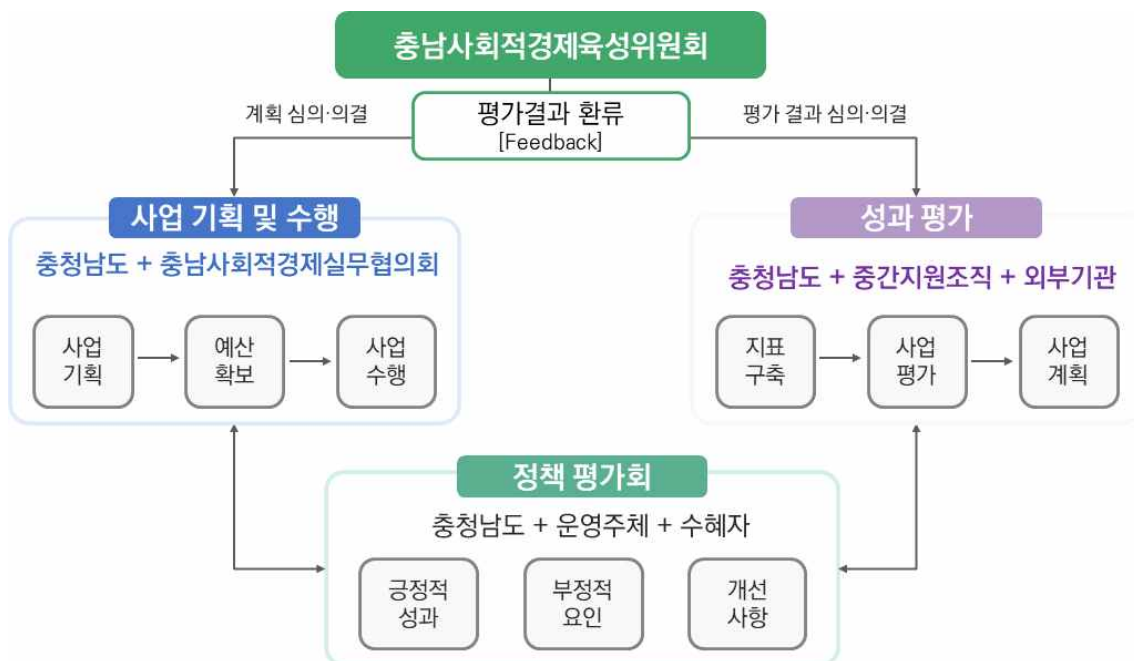 충남사회적경제육성위원회
계획 심의·의결
평가결과 환류
[Feedback]
평가 결과 심의·의결
사업 기획 및 수행
충청남도 + 충남사회적경제실무협의회
사업
기획
예산
확보
사업
수행
성과 평가
충청남도 + 중간지원조직 + 외부기관
지표
구축
사업
평가
사업
계획
정책 평가회
충청남도 + 운영주체 + 수혜자
긍정적
성과
부정적
요인
개선
사항